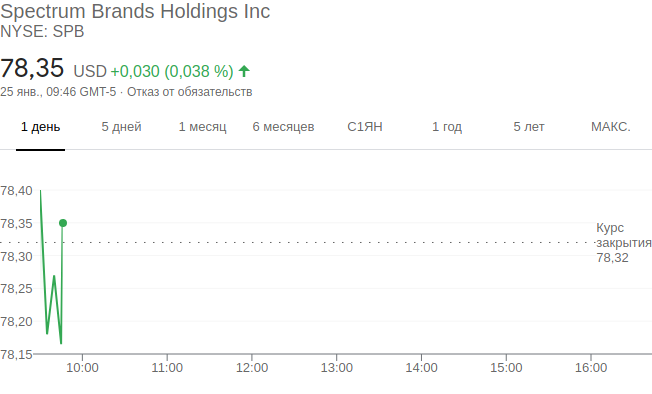 Spectrum Brands Holdings Inc
NYSE: SPB
78,35 USD +0,030 (0,038 %)
25 янв., 09:46 GMT-5 · Отказ от обязательств
1 день 5 дней 1 месяц 6 месяцев С1ЯН 1 год 5 лет МАКС.
78,40
78,35
78,30
78,25
78,20
78,15
Курс
закрытия
78,32
10:00 11:00 12:00 13:00 14:00 15:00 16:00